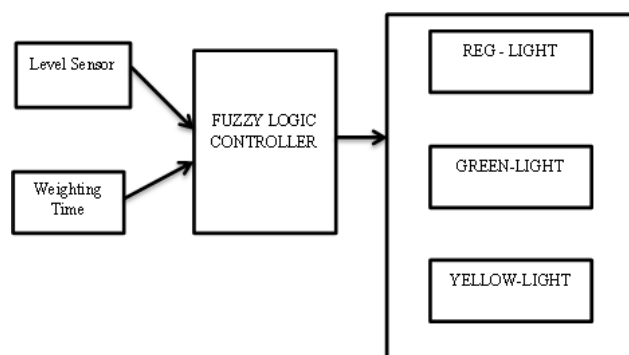 Level Sensor
Weighting
Time
FUZZY LOGIC
CONTROLLER
REG - LIGHT
GREEN-LIGHT
YELLOW-LIGHT